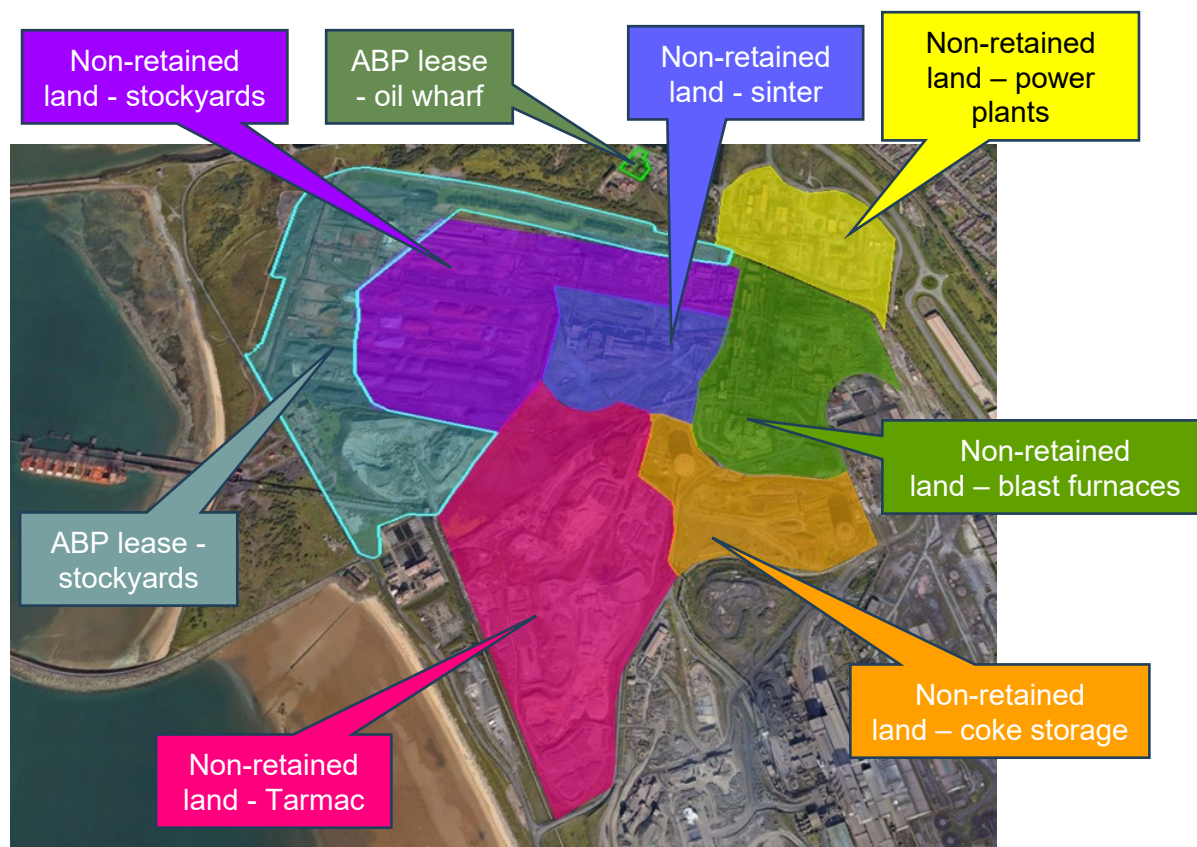 Non-retained
land - stockyards
ABP lease
- oil wharf
Non-retained
land - sinter
Non-retained
land – power
plants
Non-retained
land – blast furnaces
ABP lease -
stockyards
Non-retained
land – coke storage
Non-retained
land - Tarmac